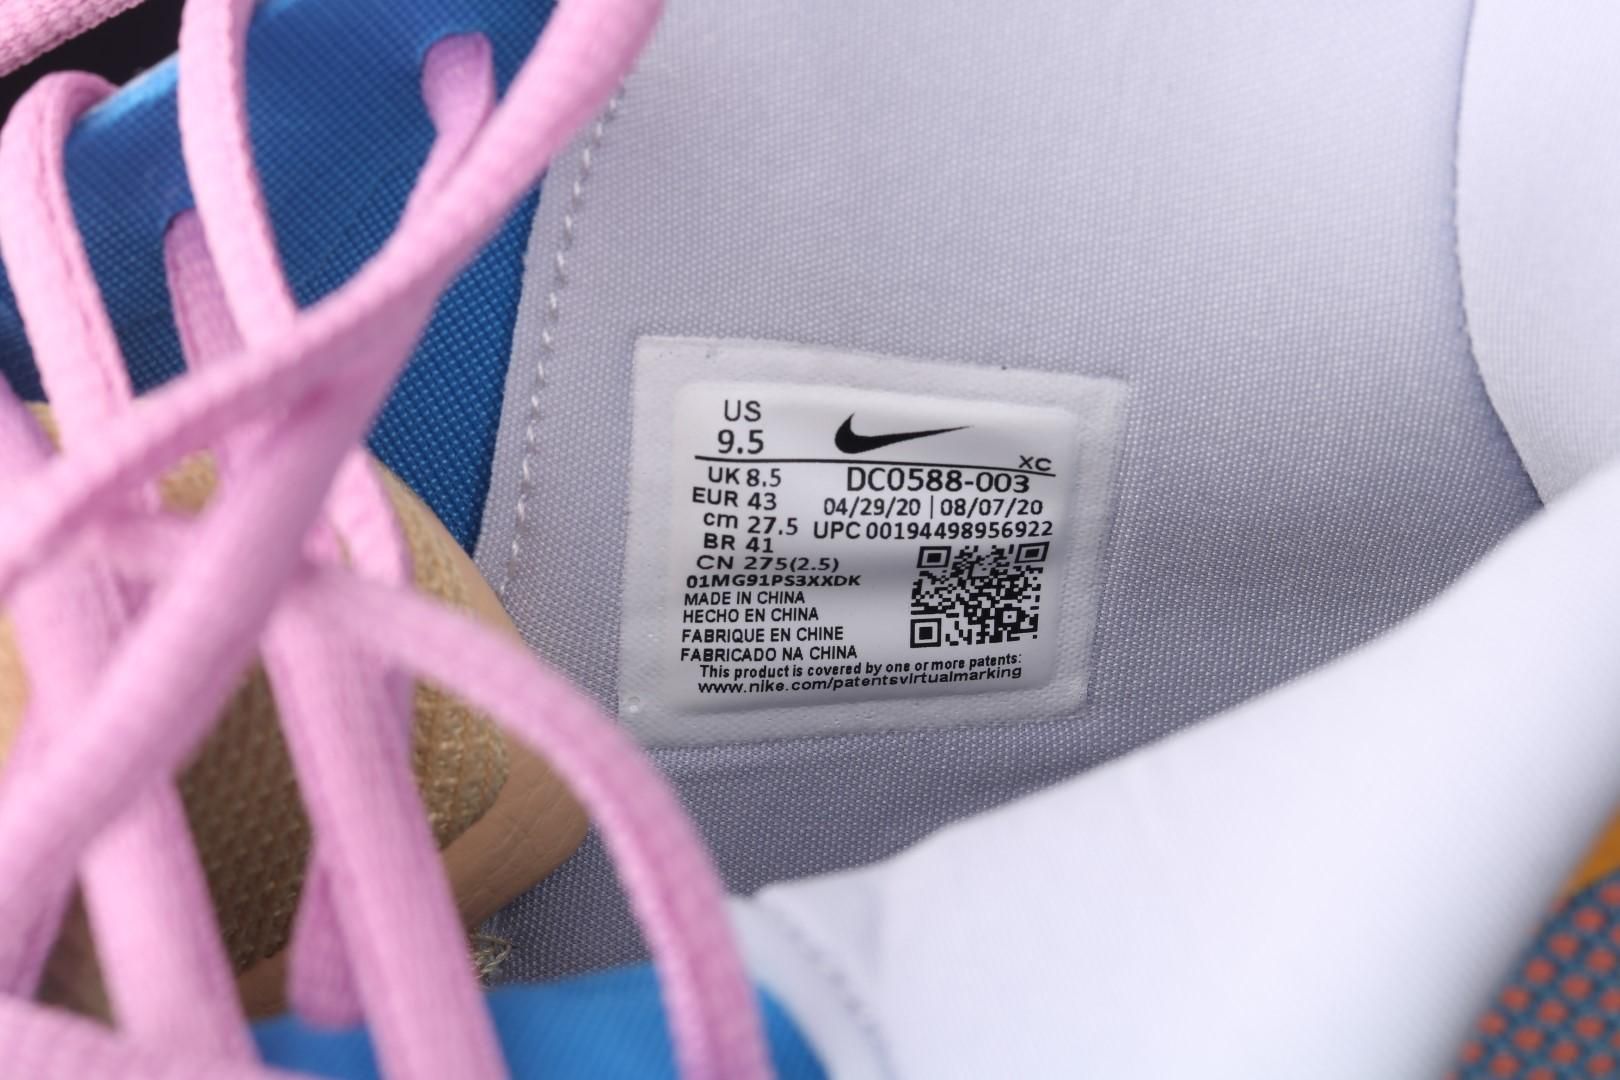 US
9.5
XC
UK 8.5
DC0588-003
EUR 43
04/29/20 | 08/07/20
cm 27.5
UPC 00194498956922
BR 41
CN 275(2.5)
01MG91PS3XXDK
MADE IN CHINA
HECHO EN CHINA
FABRIQUE EN CHINE
FABRICADO NA CHINA
This product is covered by one or more patents:
www.nike.com/patentsvirtualmarking